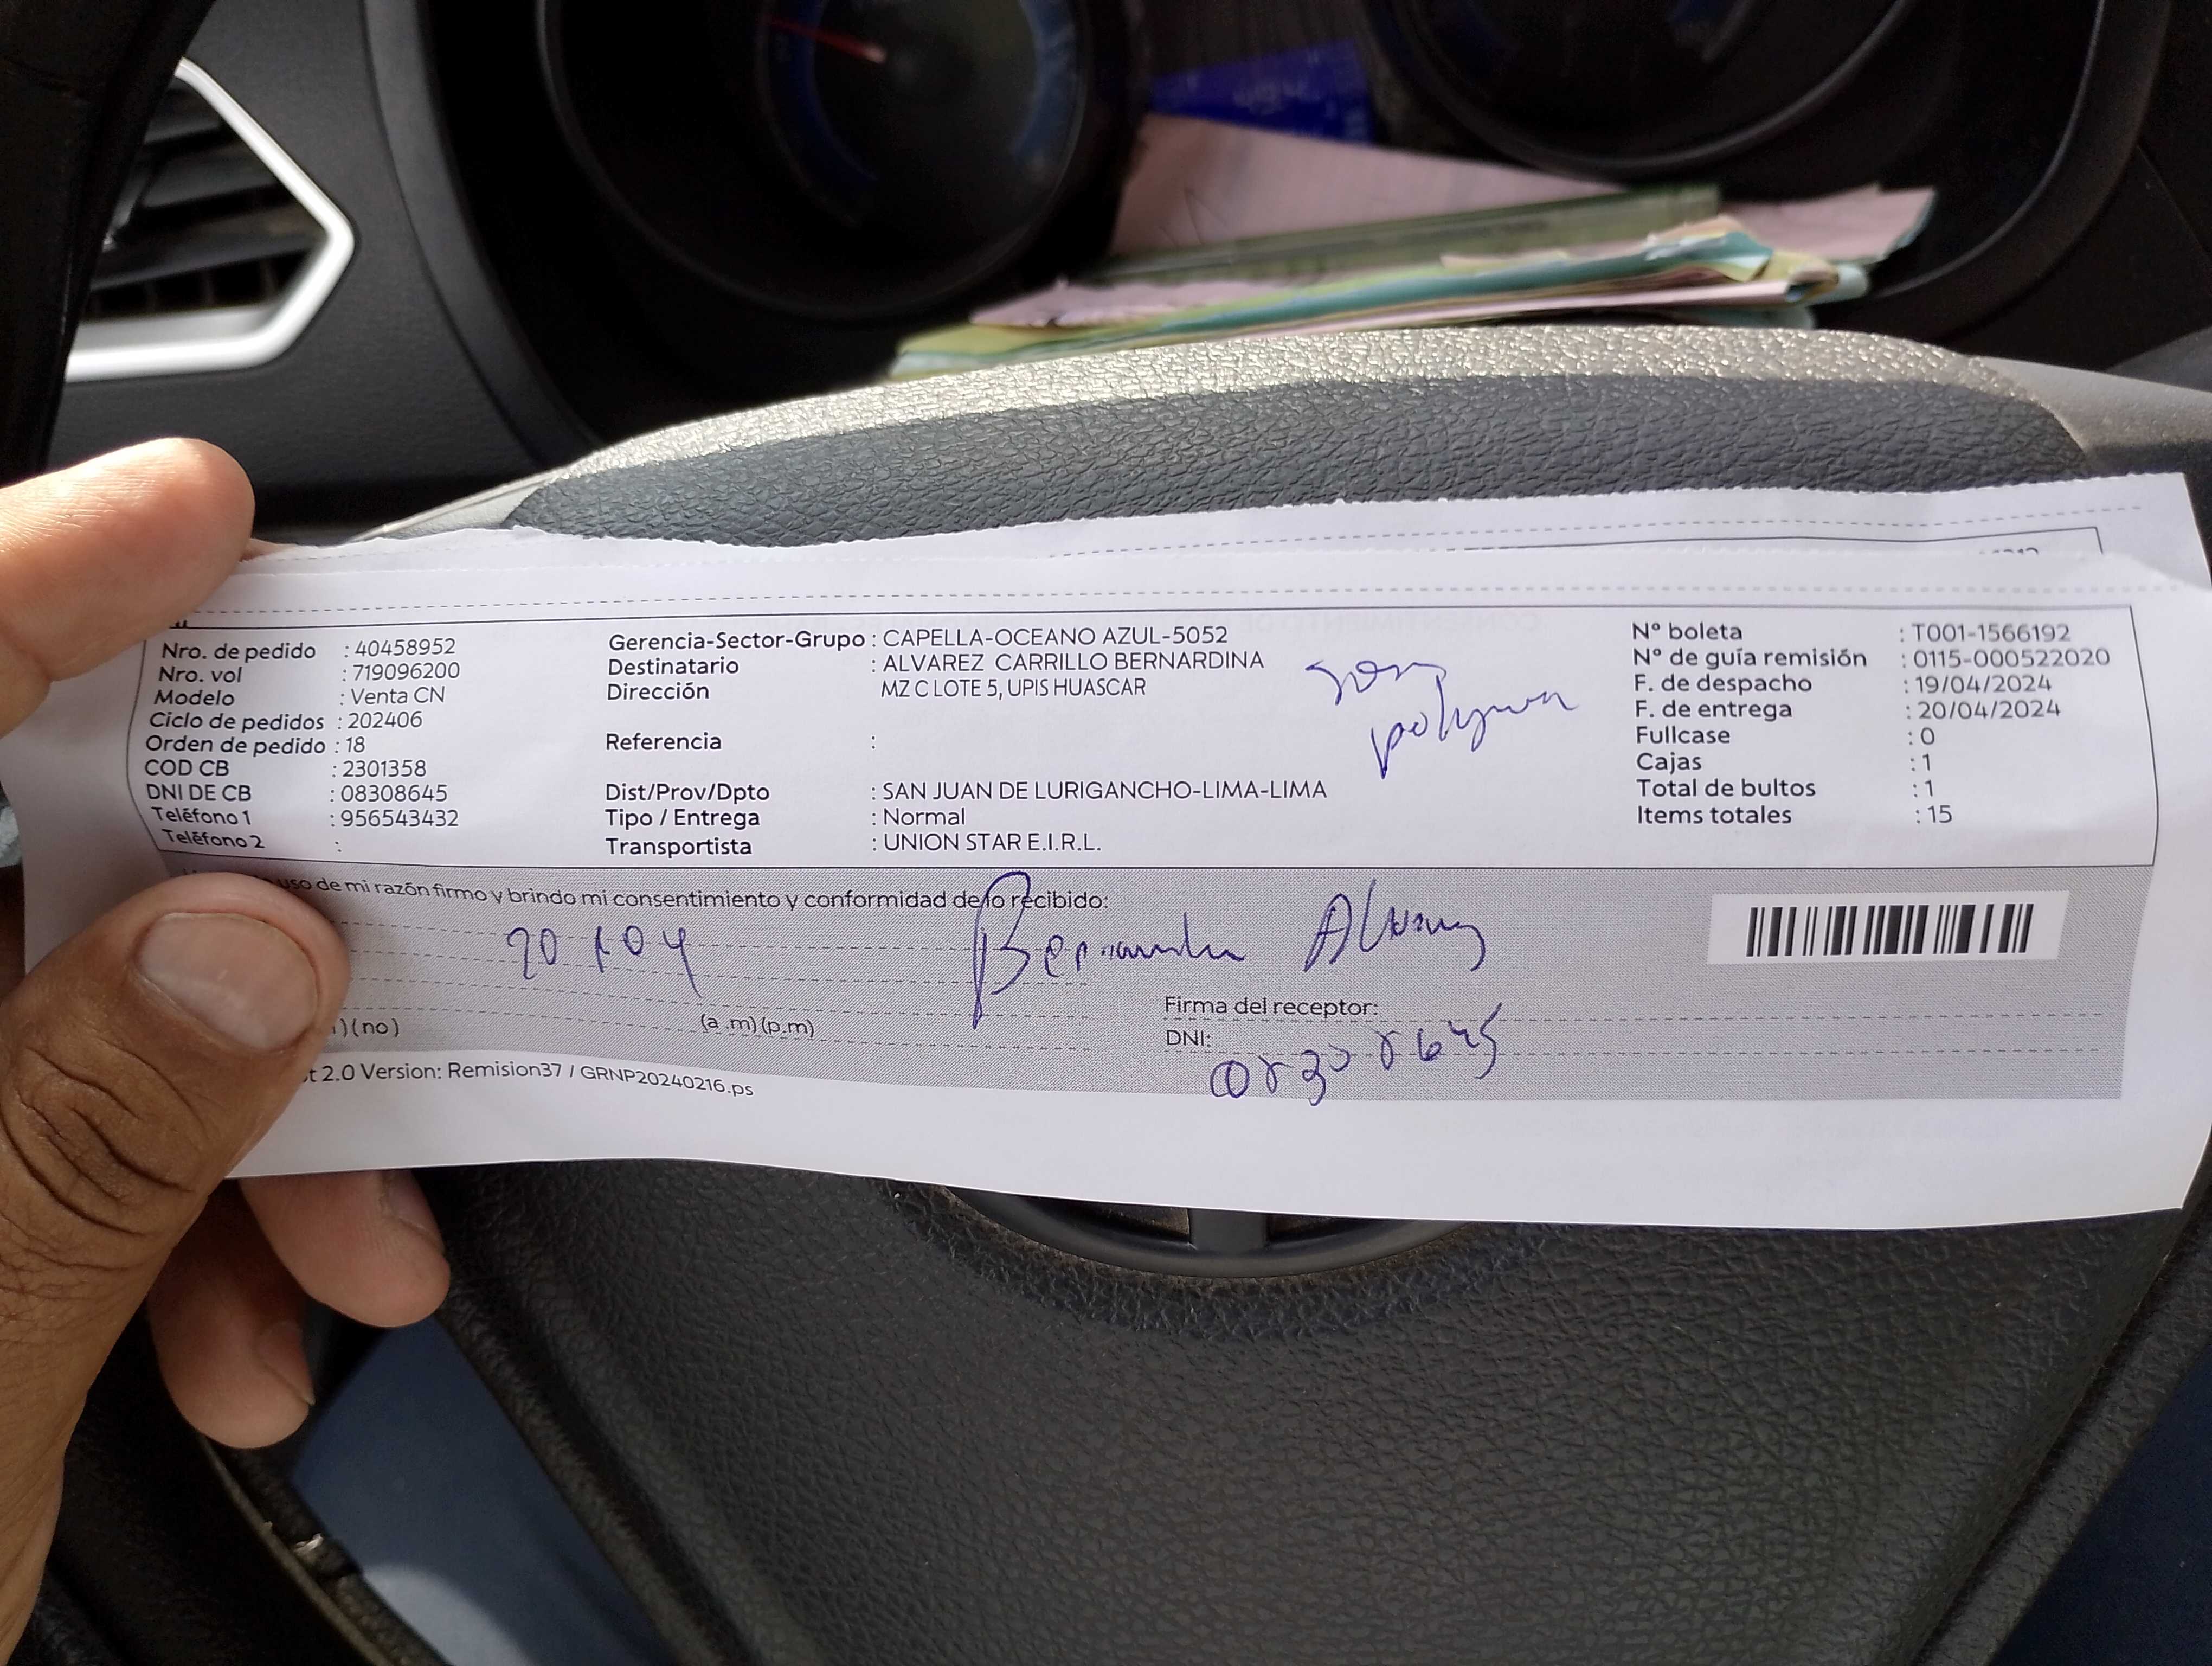 Nro. de pedido : 40458952
Nro. vol : 719096200
Modelo : Venta CN
Ciclo de pedidos : 202406
Orden de pedido : 18
COD CB : 2301358
DNI DE CB : 08308645
Teléfono 1 : 956543432
Teléfono 2 :
Gerencia-Sector-Grupo : CAPELLA-OCEANO AZUL-5052
Destinatario : ALVAREZ CARRILLO BERNARDINA
Dirección MZ C LOTE 5, UPIS HUASCAR
Referencia :
Dist/Prov/Dpto : SAN JUAN DE LURIGANCHO-LIMA-LIMA
Tipo / Entrega : Normal
Transportista : UNION STAR E.I.R.L.
N° boleta : T001-1566192
N° de guía remisión : 0115-000522020
F. de despacho : 19/04/2024
F. de entrega : 20/04/2024
Fullcase : 0
Cajas : 1
Total de bultos : 1
Items totales : 15
uso de mi razón firmo y brindo mi consentimiento y conformidad de lo recibido:
20/04
Alvarez
Firma del receptor:
(no) (a.m)(p.m)
DNI: 08308645
2.0 Version: Remision37 / GRNP20240216.ps